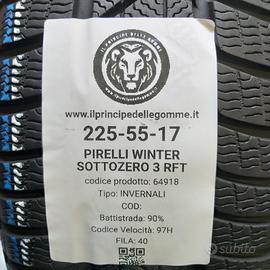 IL PRINCIPE DELLE GOMME
www.ilprincipedellegomme.it
225-55-17
PIRELLI WINTER
SOTTOZERO 3 RFT
codice prodotto: 64918
Tipo: INVERNALI
COD:
Battistrada: 90%
Codice Velocità: 97H
FILA: 40
subito